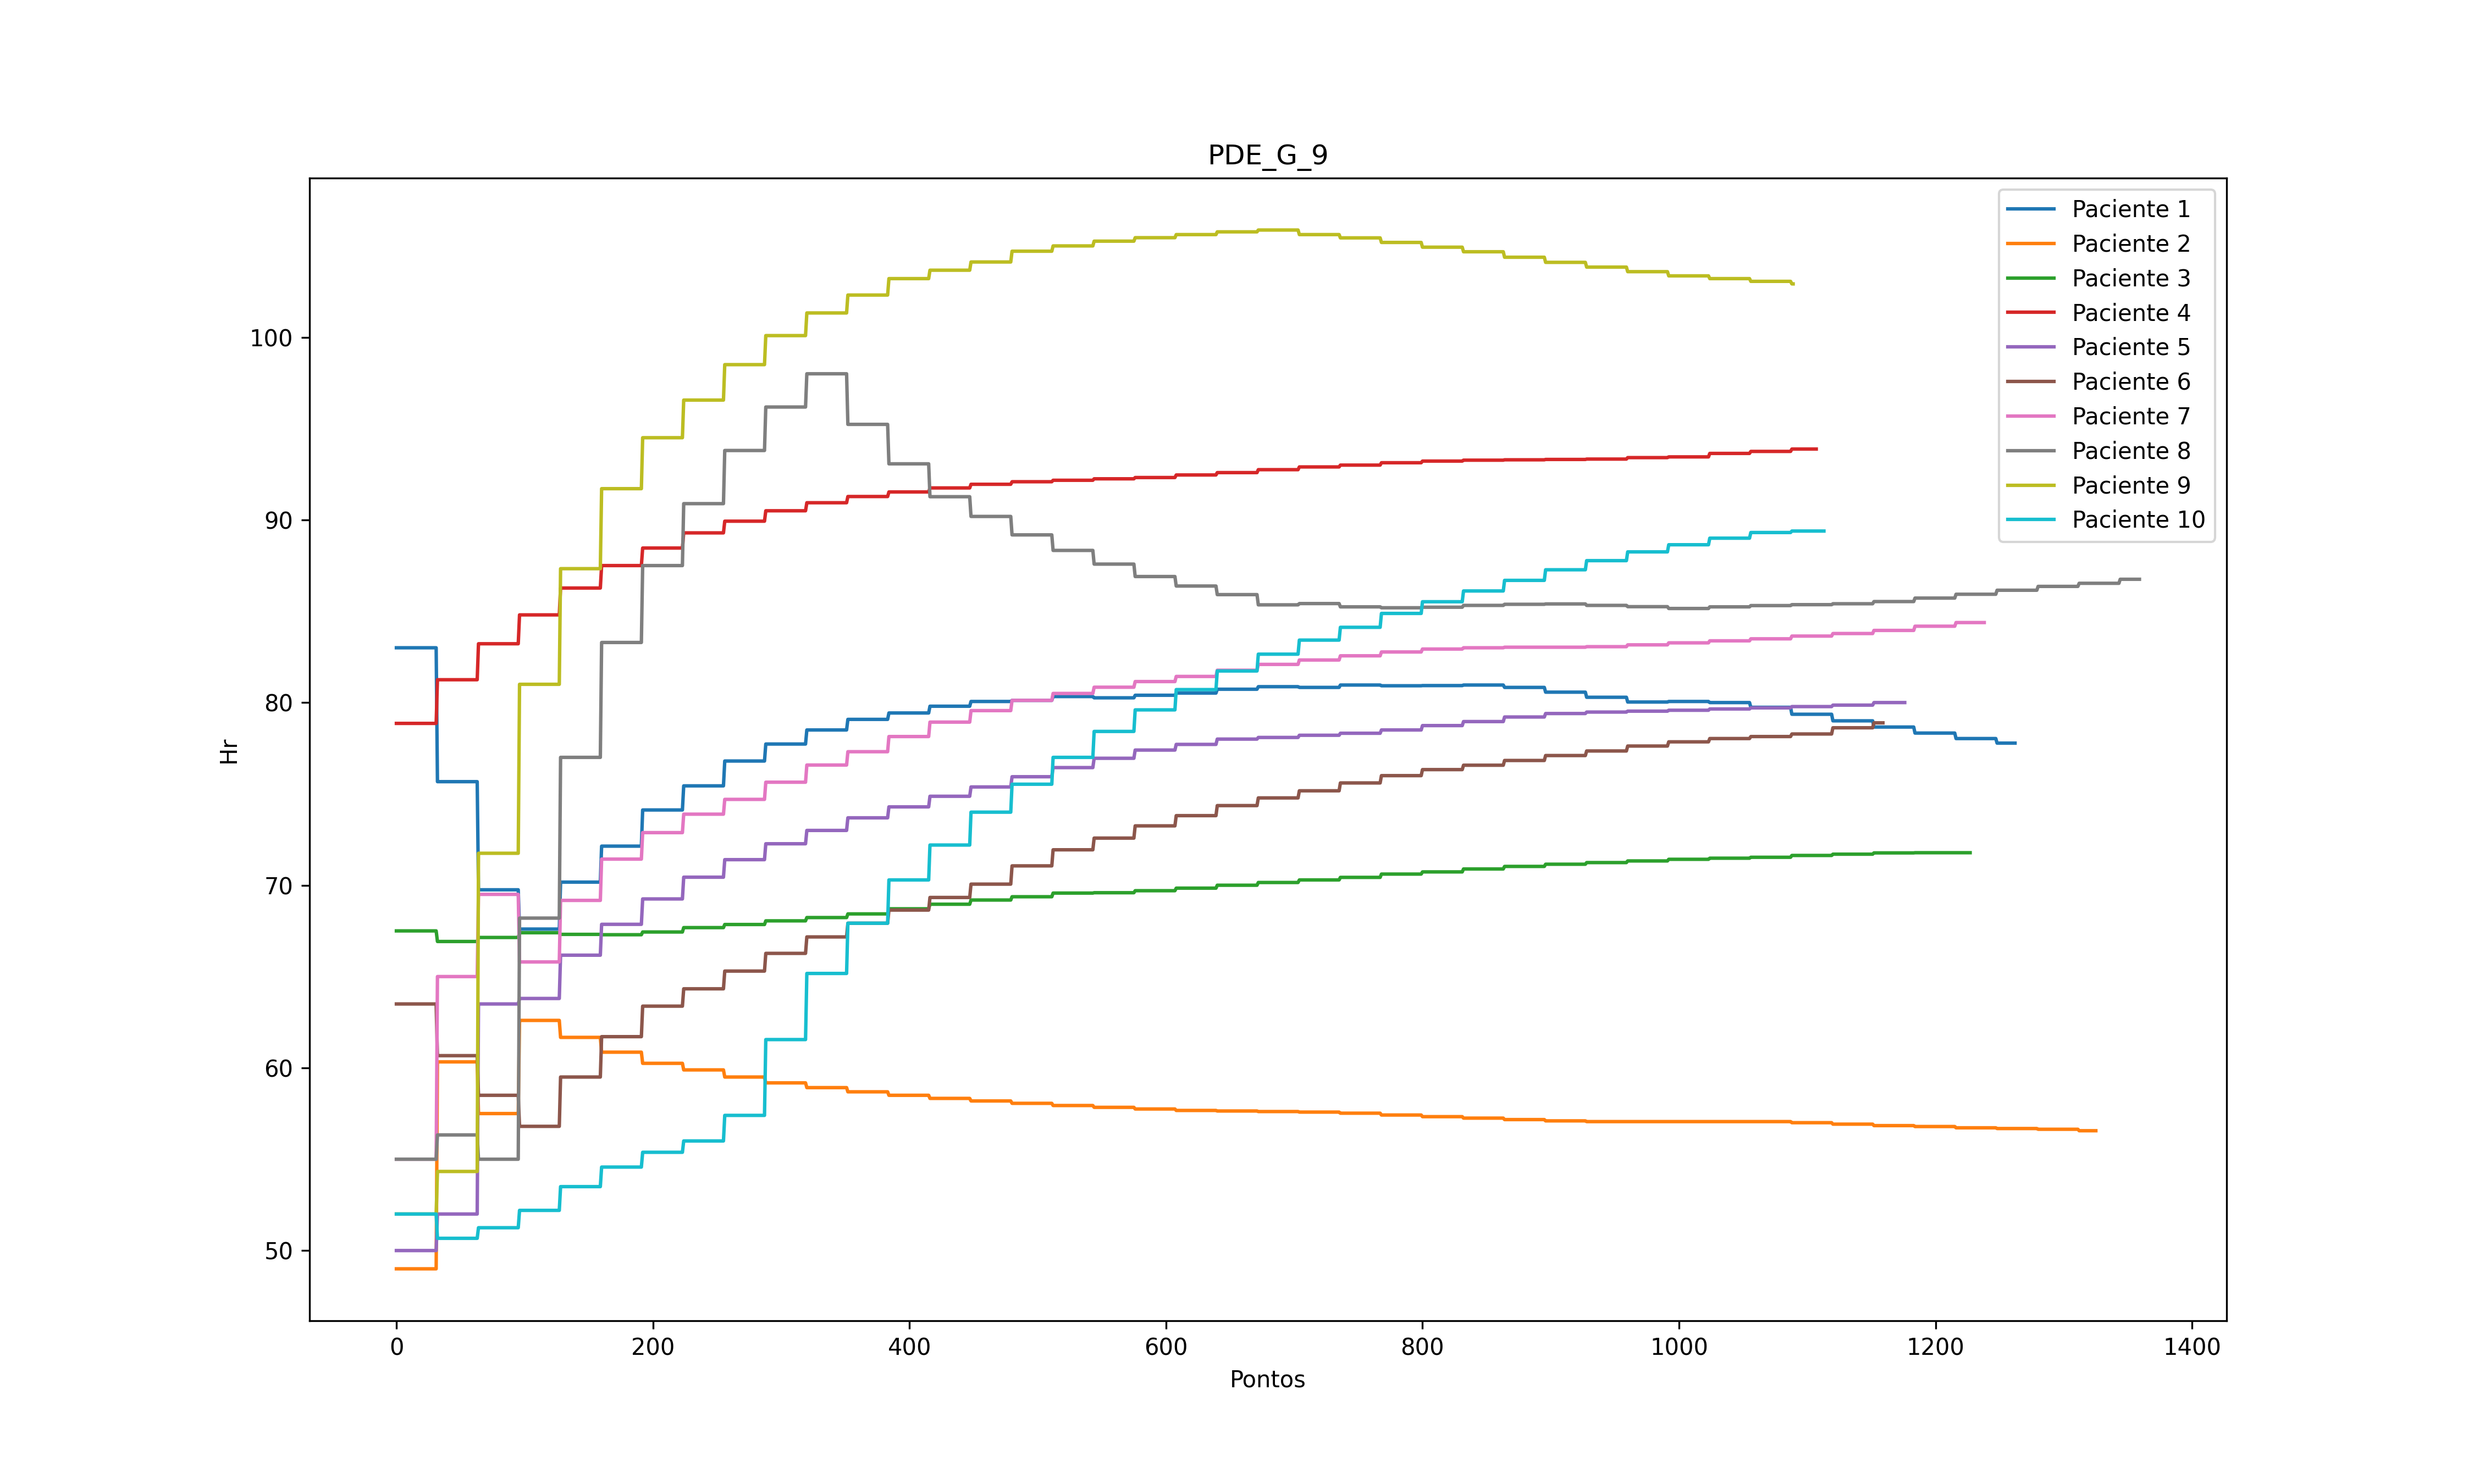 PDE_G_9
Hr
100
90
80
70
60
50
0 200 400 600 800 1000 1200 1400
Pontos
Paciente 1
Paciente 2
Paciente 3
Paciente 4
Paciente 5
Paciente 6
Paciente 7
Paciente 8
Paciente 9
Paciente 10